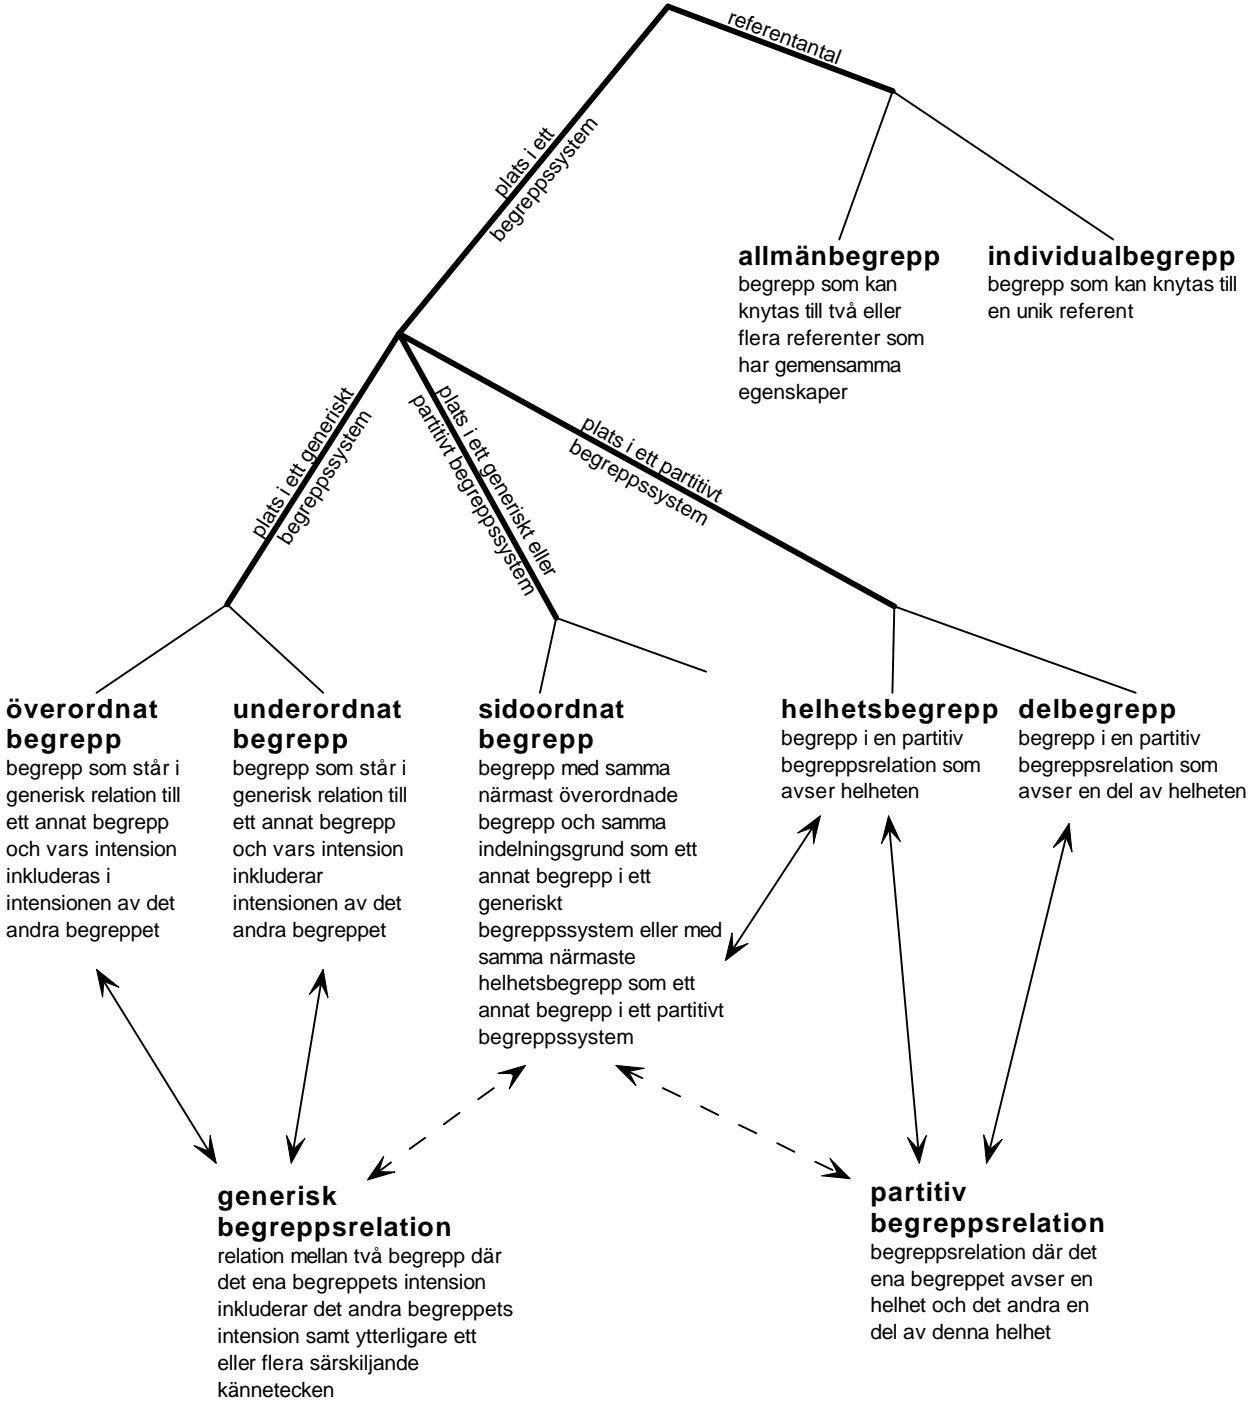 referentantal
plats i ett
begreppssystem
allmänbegrepp
begrepp som kan
knytas till två eller
flera referenter som
har gemensamma
egenskaper
individualbegrepp
begrepp som kan knytas till
en unik referent
plats i ett generiskt
begreppssystem
plats i ett generiskt eller
partitivt begreppssystem
plats i ett partitivt
begreppssystem
överordnat
begrepp
begrepp som står i
generisk relation till
ett annat begrepp
och vars intension
inkluderas i
intensionen av det
andra begreppet
underordnat
begrepp
begrepp som står i
generisk relation till
ett annat begrepp
och vars intension
inkluderar
intensionen av det
andra begreppet
sidoordnat
begrepp
begrepp med samma
närmast överordnade
begrepp och samma
indelningsgrund som ett
annat begrepp i ett
generiskt
begreppssystem eller med
samma närmaste
helhetsbegrepp som ett
annat begrepp i ett partitivt
begreppssystem
helhetsbegrepp
begrepp i en partitiv
begreppsrelation som
avser helheten
delbegrepp
begrepp i en partitiv
begreppsrelation som
avser en del av helheten
generisk
begreppsrelation
relation mellan två begrepp där
det ena begreppets intension
inkluderar det andra begreppets
intension samt ytterligare ett
eller flera särskiljande
kännetecken
partitiv
begreppsrelation
begreppsrelation där det
ena begreppet avser en
helhet och det andra en
del av denna helhet